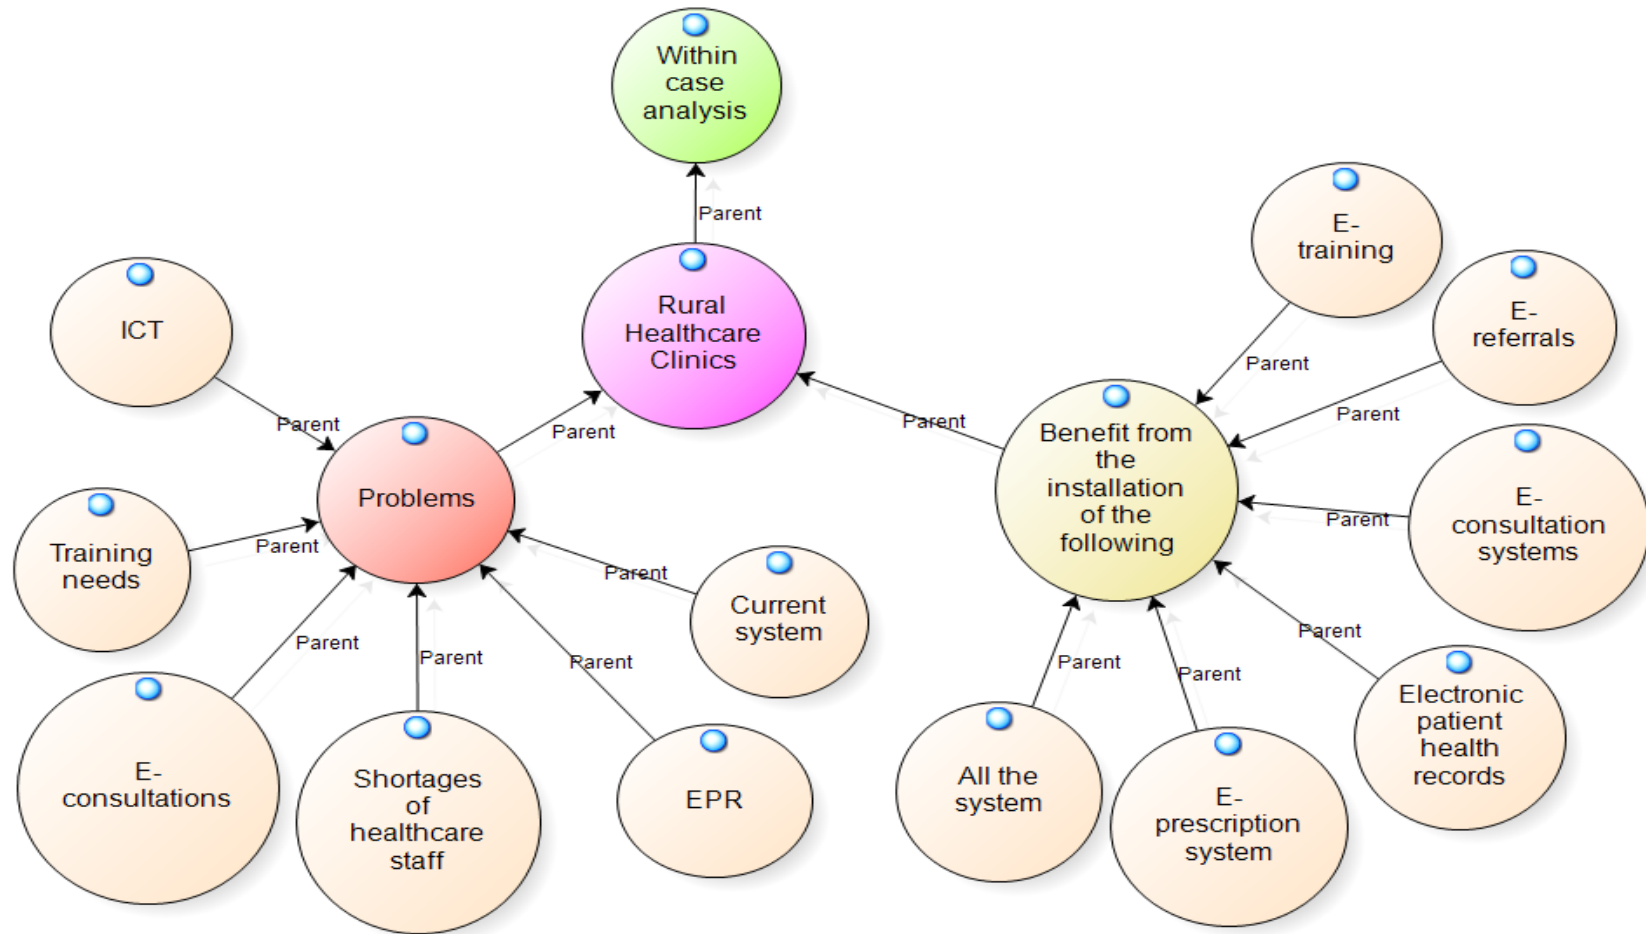 Within
case
analysis
Parent
Rural
Healthcare
Clinics
E-
training
E-
referrals
ICT
Parent
Parent
Parent
Parent
Parent
Problems
Benefit from
the
installation
of the
following
E-
consultation
systems
Parent
Training
needs
Parent
Parent
Current
system
Parent
Parent
Parent
Parent
Parent
Parent
E-
consultations
Shortages
of
healthcare
staff
EPR
All the
system
E-
prescription
system
Electronic
patient
health
records